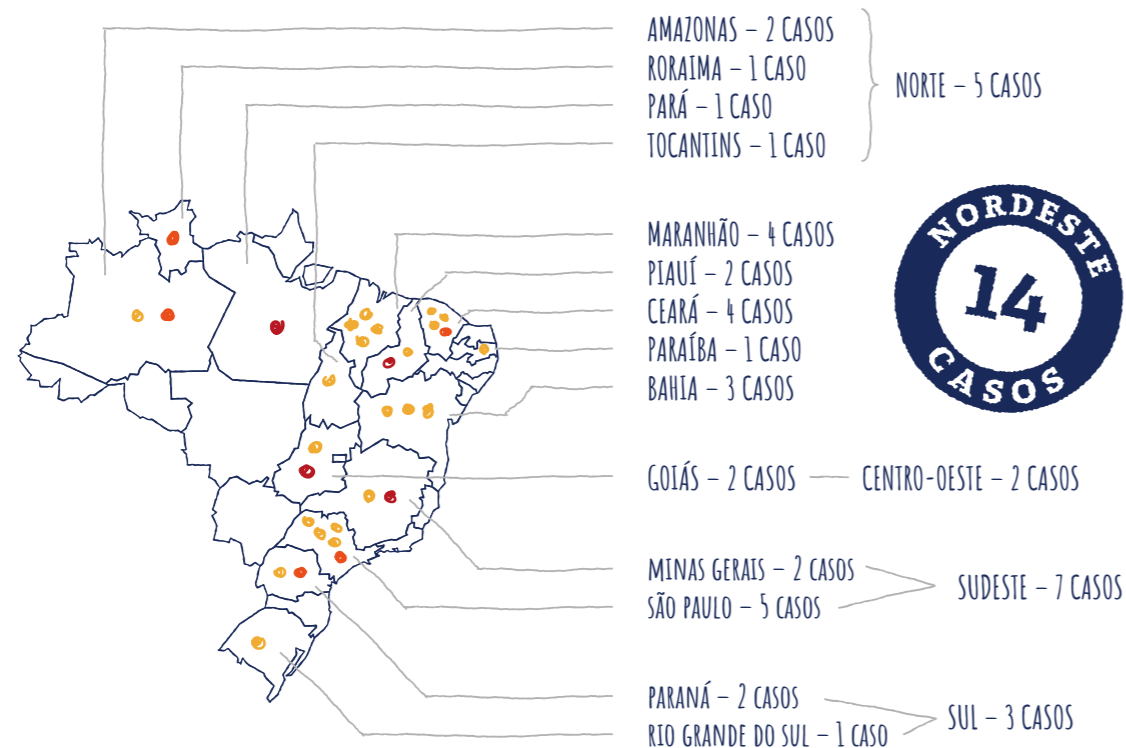 AMAZONAS – 2 CASOS
RORAIMA – 1 CASO
PARÁ – 1 CASO
TOCANTINS – 1 CASO
NORTE – 5 CASOS
MARANHÃO – 4 CASOS
PIAUÍ – 2 CASOS
CEARÁ – 4 CASOS
PARAÍBA – 1 CASO
BAHIA – 3 CASOS
NORDESTE
14
CASOS
GOIÁS – 2 CASOS
CENTRO-OESTE – 2 CASOS
MINAS GERAIS – 2 CASOS
SÃO PAULO – 5 CASOS
SUDESTE – 7 CASOS
PARANÁ – 2 CASOS
RIO GRANDE DO SUL – 1 CASO
SUL – 3 CASOS